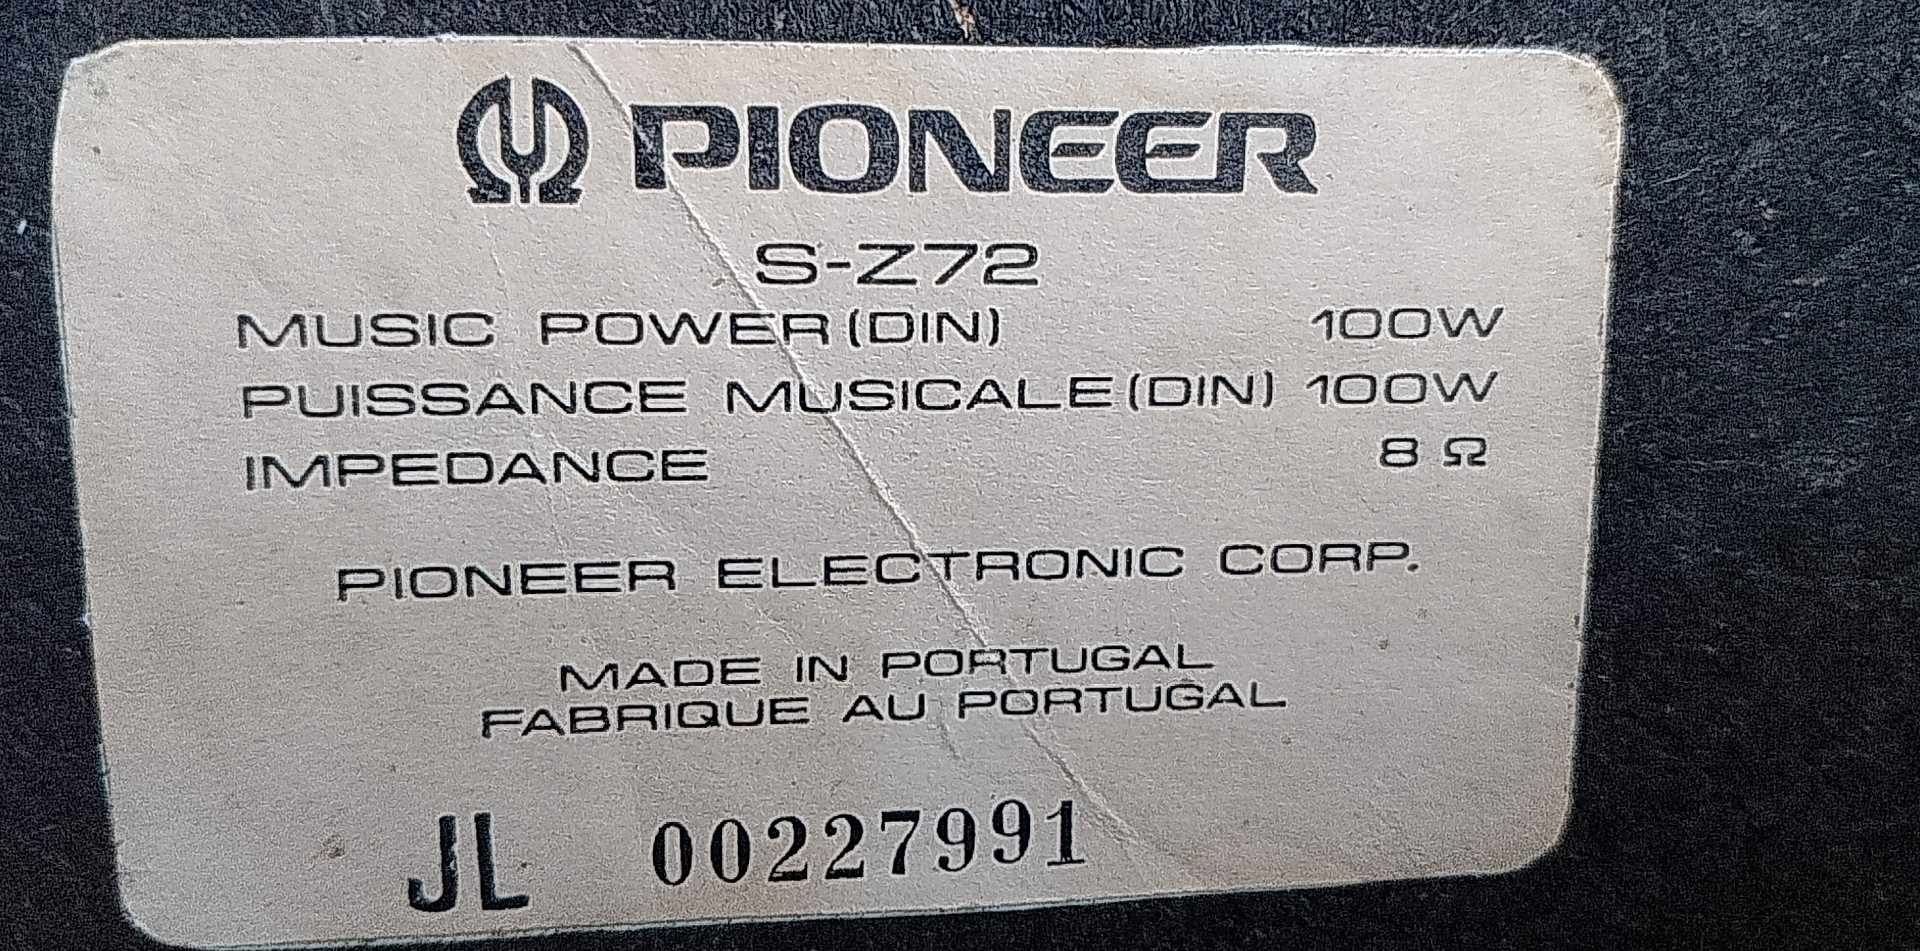 PIONEER
S-Z72
MUSIC POWER (DIN) 100W
PUISSANCE MUSICALE (DIN) 100W
IMPEDANCE 8 Ω
PIONEER ELECTRONIC CORP.
MADE IN PORTUGAL
FABRIQUE AU PORTUGAL
JL 00227991